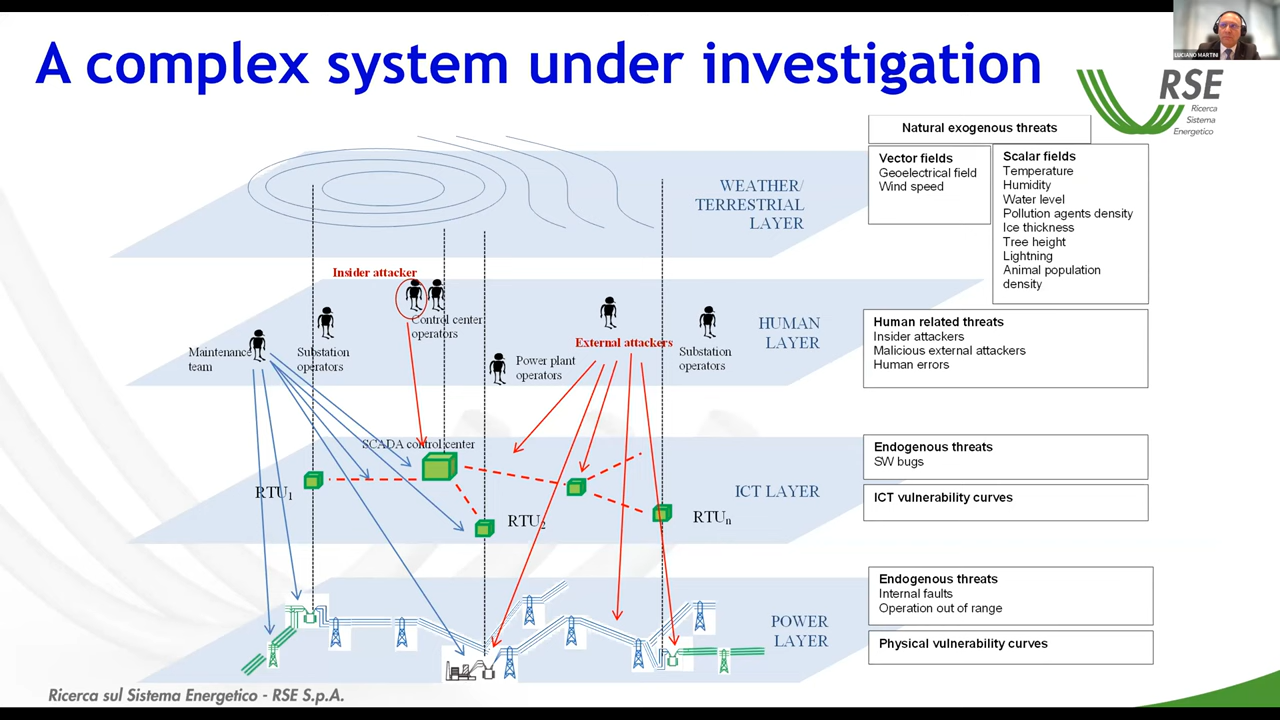 A complex system under investigation
LUCIANO MARTINI
RSE
Ricerca
Sistema
Energetico
Natural exogenous threats
Vector fields
Geoelectrical field
Wind speed
Scalar fields
Temperature
Humidity
Water level
Pollution agents density
Ice thickness
Tree height
Lightning
Animal population
density
WEATHER/
TERRESTRIAL
LAYER
Insider attacker
Control center
operators
Maintenance
team
Substation
operators
Power plant
operators
External attackers
Substation
operators
HUMAN
LAYER
Human related threats
Insider attackers
Malicious external attackers
Human errors
SCADA control center
RTU1
RTU2
RTUn
ICT LAYER
Endogenous threats
SW bugs
ICT vulnerability curves
POWER
LAYER
Endogenous threats
Internal faults
Operation out of range
Physical vulnerability curves
Ricerca sul Sistema Energetico - RSE S.p.A.